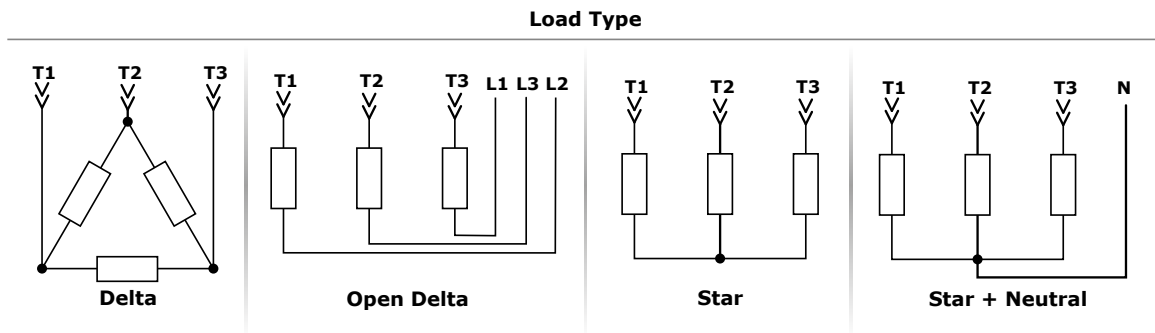 Load Type
T1 T2 T3
Delta
T1 T2 T3 L1 L3 L2
Open Delta
T1 T2 T3
Star
T1 T2 T3 N
Star + Neutral